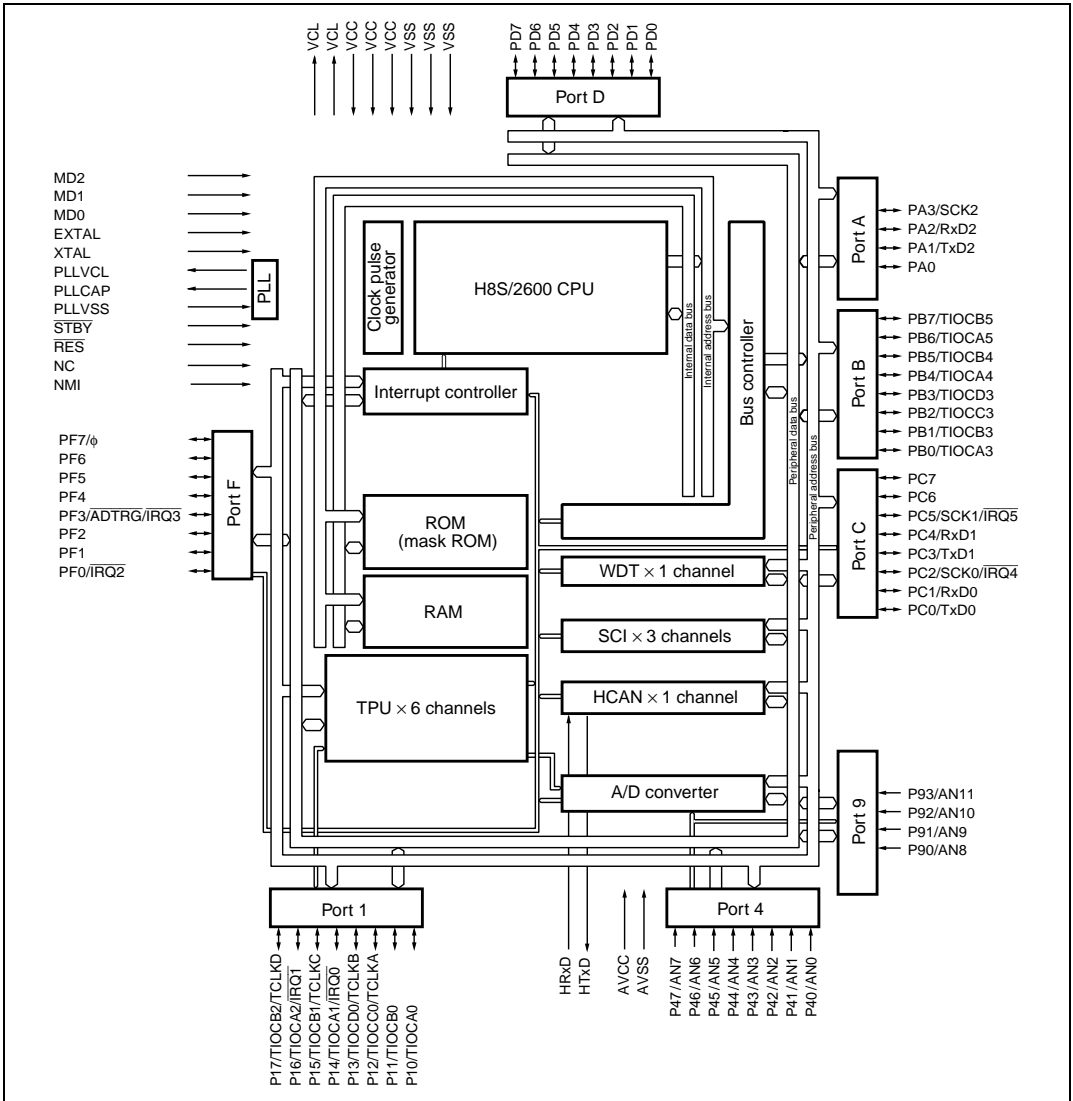 VCL
VCL
VCC
VCC
VCC
VSS
VSS
VSS
PD7
PD6
PD5
PD4
PD3
PD2
PD1
PD0
Port D
MD2
MD1
MD0
EXTAL
XTAL
PLLVCL
PLLCAP
PLLVSS
STBY
RES
NC
NMI
PLL
Clock pulse
generator
H8S/2600 CPU
Internal data bus
Internal address bus
Bus controller
Peripheral data bus
Peripheral address bus
Port A
PA3/SCK2
PA2/RxD2
PA1/TxD2
PA0
Port B
PB7/TIOCB5
PB6/TIOCA5
PB5/TIOCB4
PB4/TIOCA4
PB3/TIOCD3
PB2/TIOCC3
PB1/TIOCB3
PB0/TIOCA3
Interrupt controller
PF7/ϕ
PF6
PF5
PF4
PF3/ADTRG/IRQ3
PF2
PF1
PF0/IRQ2
Port F
ROM
(mask ROM)
RAM
TPU × 6 channels
WDT × 1 channel
SCI × 3 channels
HCAN × 1 channel
A/D converter
Port C
PC7
PC6
PC5/SCK1/IRQ5
PC4/RxD1
PC3/TxD1
PC2/SCK0/IRQ4
PC1/RxD0
PC0/TxD0
Port 9
P93/AN11
P92/AN10
P91/AN9
P90/AN8
Port 1
Port 4
P17/TIOCB2/TCLKD
P16/TIOCA2/IRQ1
P15/TIOCB1/TCLKC
P14/TIOCA1/IRQ0
P13/TIOCD0/TCLKB
P12/TIOCC0/TCLKA
P11/TIOCB0
P10/TIOCA0
HRxD
HTxD
AVCC
AVSS
P47/AN7
P46/AN6
P45/AN5
P44/AN4
P43/AN3
P42/AN2
P41/AN1
P40/AN0